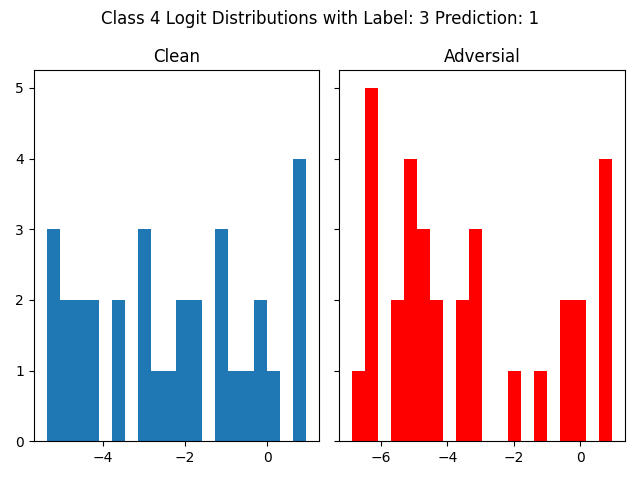 Class 4 Logit Distributions with Label: 3 Prediction: 1
Clean
Adversial
5
4
3
2
1
0
−4 −2 0
−6 −4 −2 0